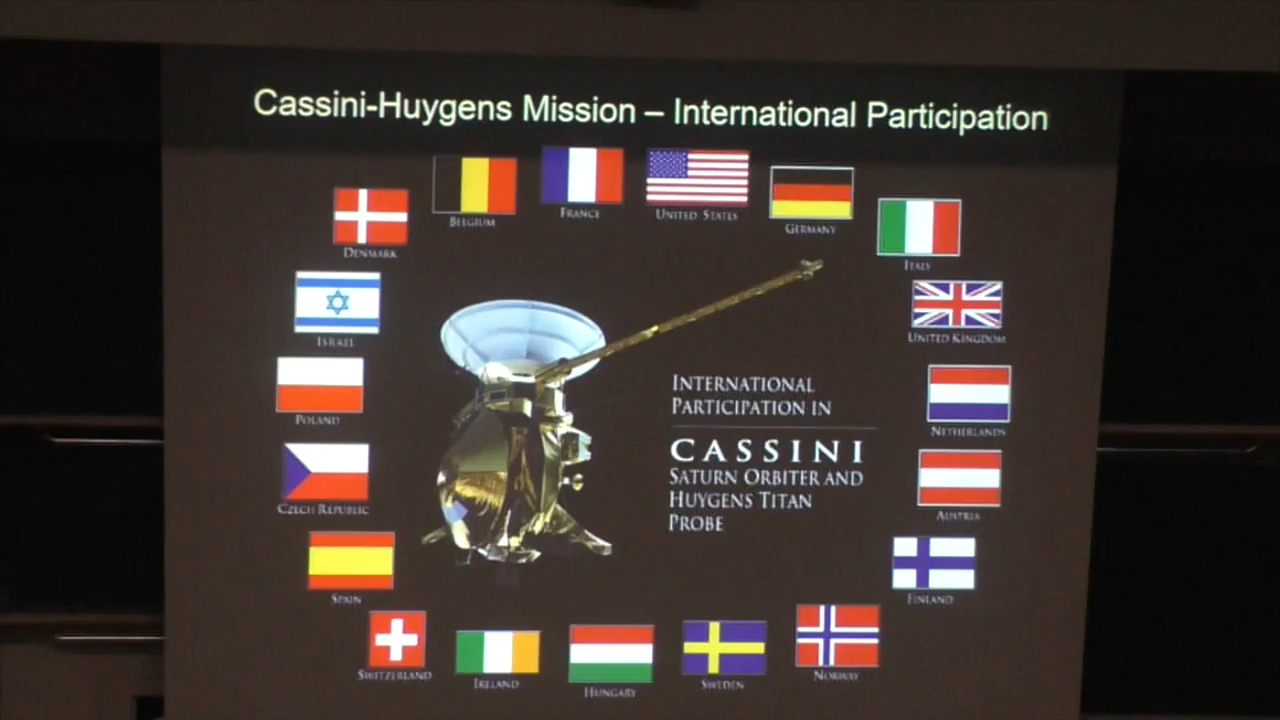 Cassini-Huygens Mission – International Participation
BELGIUM
FRANCE
UNITED STATES
GERMANY
DENMARK
ITALY
ISRAEL
UNITED KINGDOM
POLAND
NETHERLANDS
CZECH REPUBLIC
AUSTRIA
SPAIN
FINLAND
SWITZERLAND
IRELAND
HUNGARY
SWEDEN
NORWAY
INTERNATIONAL
PARTICIPATION IN
CASSINI
SATURN ORBITER AND
HUYGENS TITAN
PROBE